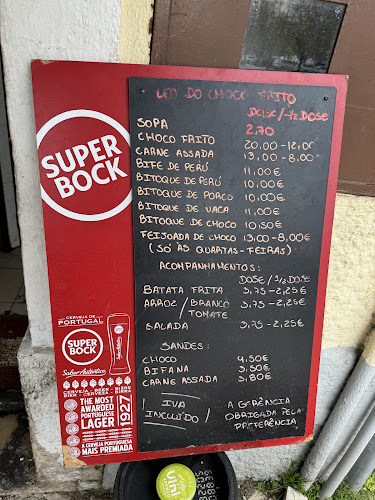 LEO DO CHOCO FRITO
DOSE/½ DOSE
SOPA 2,70
CHOCO FRITO 20,00-12,00
CARNE ASSADA 13,00-8,00
BIFE DE PERÚ 11,00€
BITOQUE DE PERÚ 10,00€
BITOQUE DE PORCO 10,00€
BITOQUE DE VACA 11,00€
BITOQUE DE CHOCO 10,50€
FEIJOADA DE CHOCO 13,00-8,00€
(SÓ ÀS QUARTAS-FEIRAS)
ACOMPANHAMENTOS:
DOSE/½ DOSE
BATATA FRITA 3,75-2,25€
ARROZ/BRANCO 3,75-2,25€
TOMATE
SALADA 3,75-2,25€
SANDES:
CHOCO 4,50€
BIFANA 3,50€
CARNE ASSADA 3,80€
IVA INCLUÍDO/
A GERÊNCIA
OBRIGADA PELA
PREFERÊNCIA
SUPER
BOCK
CERVEJA DE
PORTUGAL
SUPER
BOCK
Sabor Autêntico
CERVEJA · BEER · BIERE
THE MOST
AWARDED
PORTUGUESE
LAGER
1927
A CERVEJA PORTUGUESA
MAIS PREMIADA